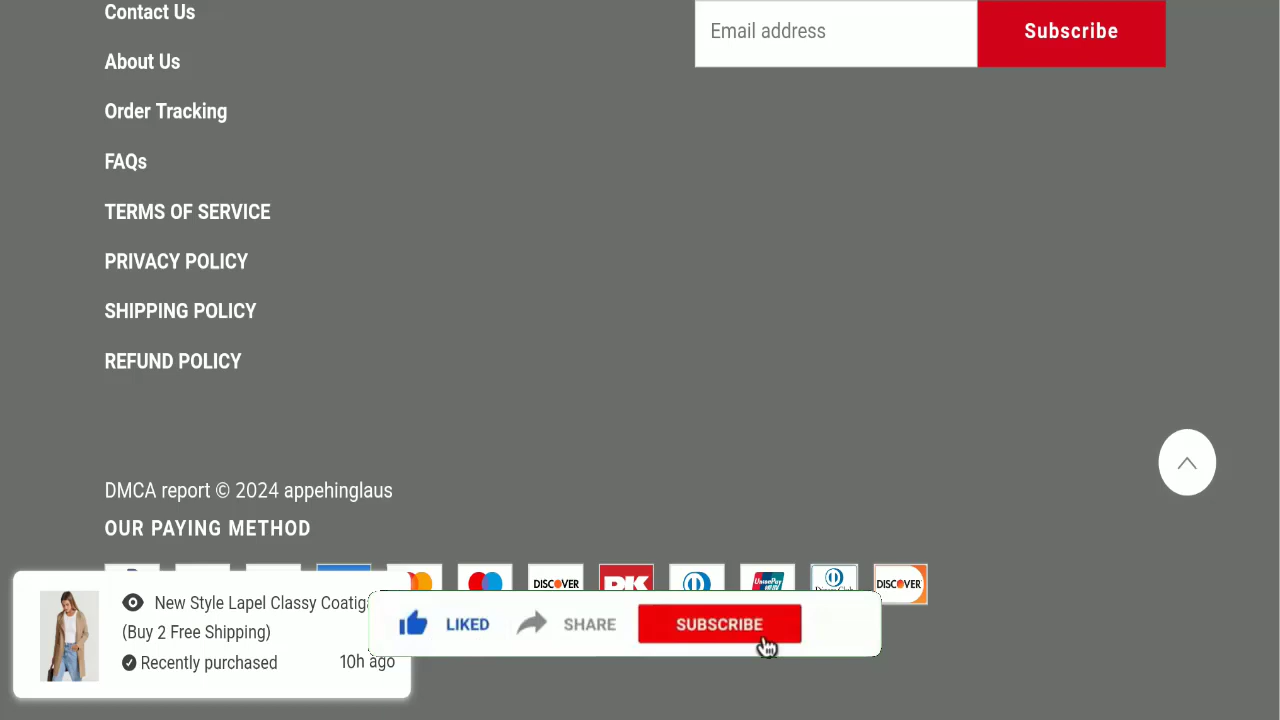 Contact Us
Email address
Subscribe
About Us
Order Tracking
FAQs
TERMS OF SERVICE
PRIVACY POLICY
SHIPPING POLICY
REFUND POLICY
DMCA report © 2024 appehinglaus
OUR PAYING METHOD
DISCOVER
UnionPay
DISCOVER
New Style Lapel Classy
(Buy 2 Free Shipping)
Recently purchased
10h ago
LIKED
SHARE
SUBSCRIBE